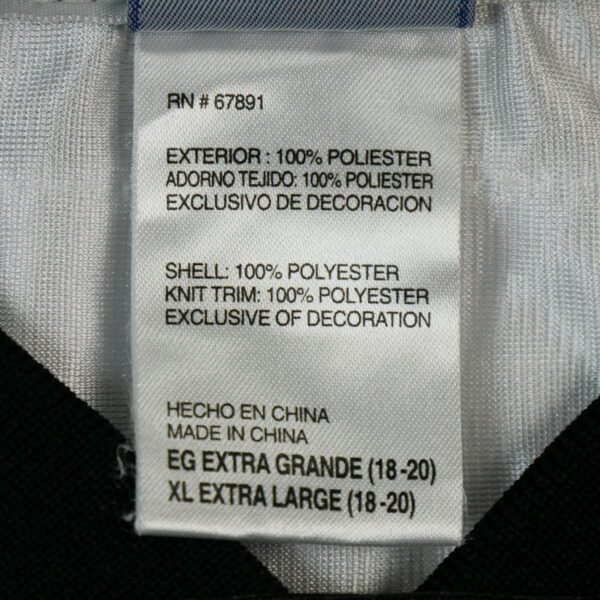 RN # 67891
EXTERIOR : 100% POLIESTER
ADORNO TEJIDO: 100% POLIESTER
EXCLUSIVO DE DECORACION
SHELL: 100% POLYESTER
KNIT TRIM: 100% POLYESTER
EXCLUSIVE OF DECORATION
HECHO EN CHINA
MADE IN CHINA
EG EXTRA GRANDE (18-20)
XL EXTRA LARGE (18-20)